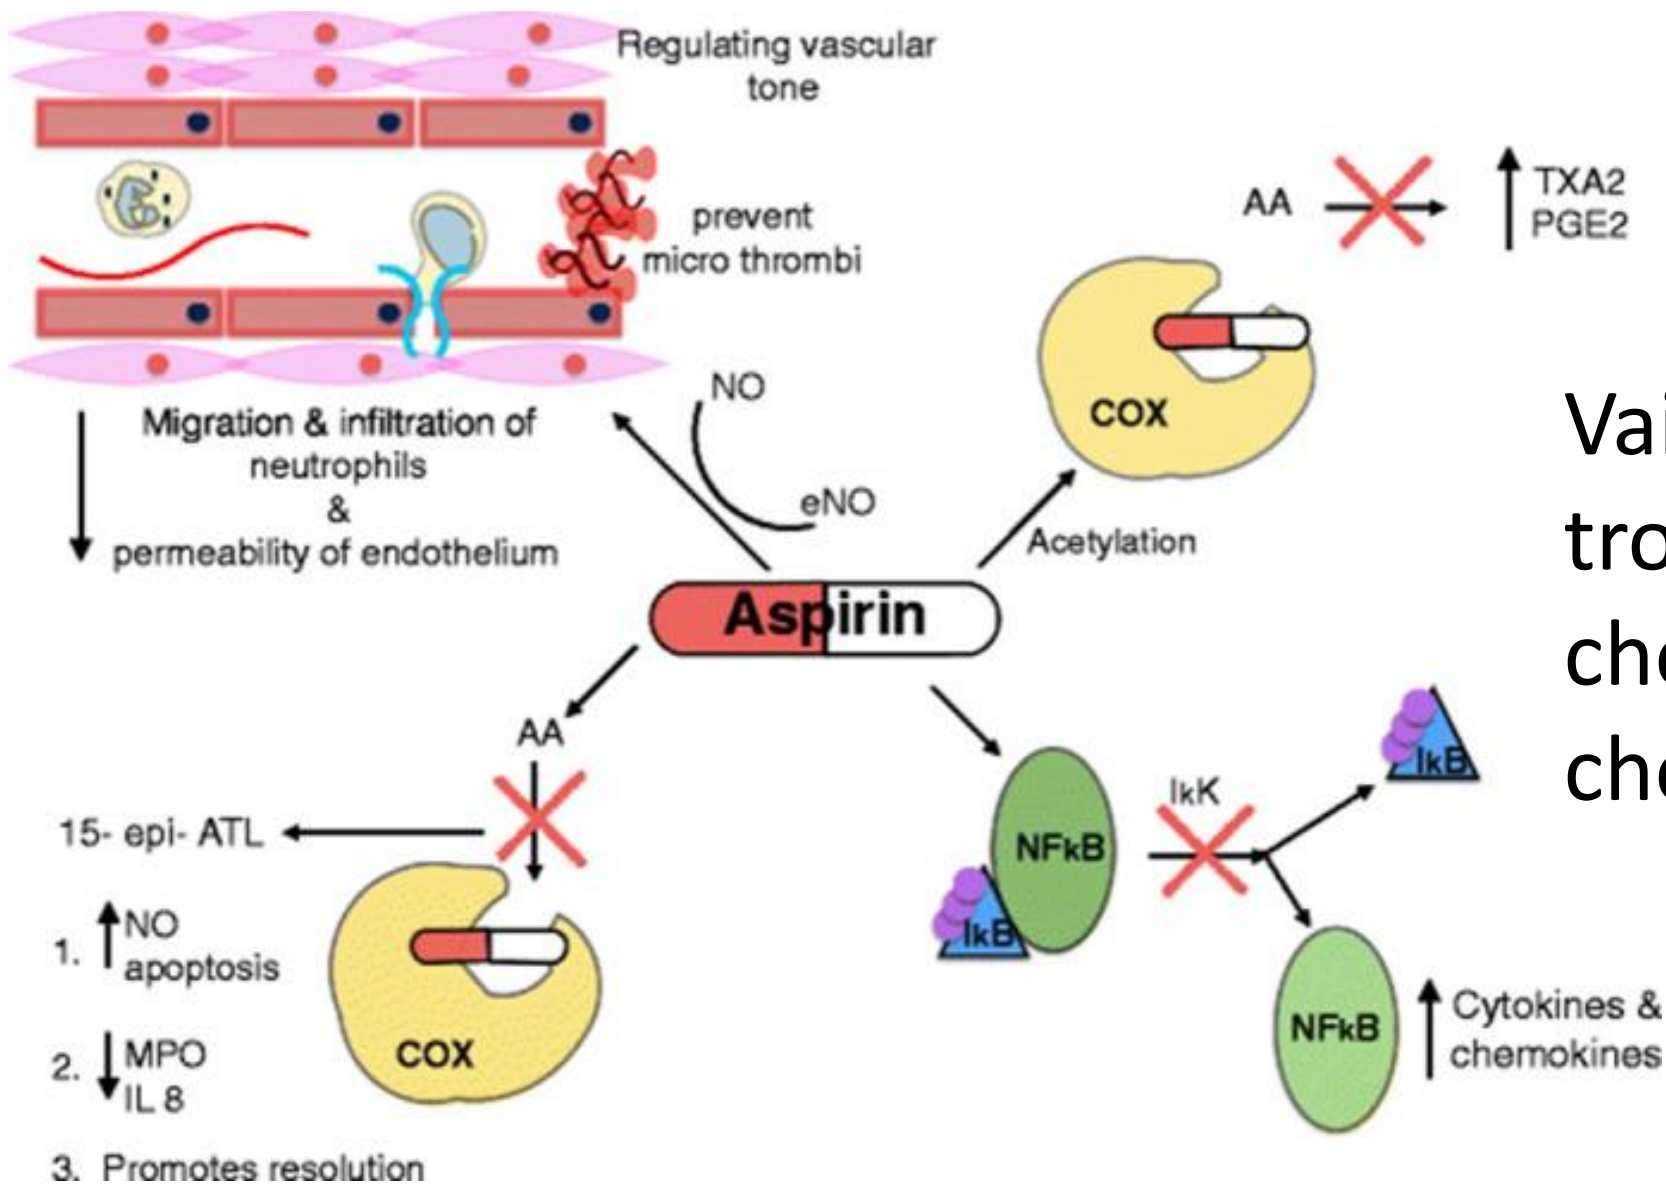 Regulating vascular
tone
prevent
micro thrombi
AA
TXA2
PGE2
COX
NO
eNO
Acetylation
Migration & infiltration of
neutrophils
&
permeability of endothelium
Aspirin
AA
15- epi- ATL
1. NO
apoptosis
2. MPO
IL 8
3. Promotes resolution
COX
NFkB
IkB
IkK
IkB
NFkB
Cytokines &
chemokines